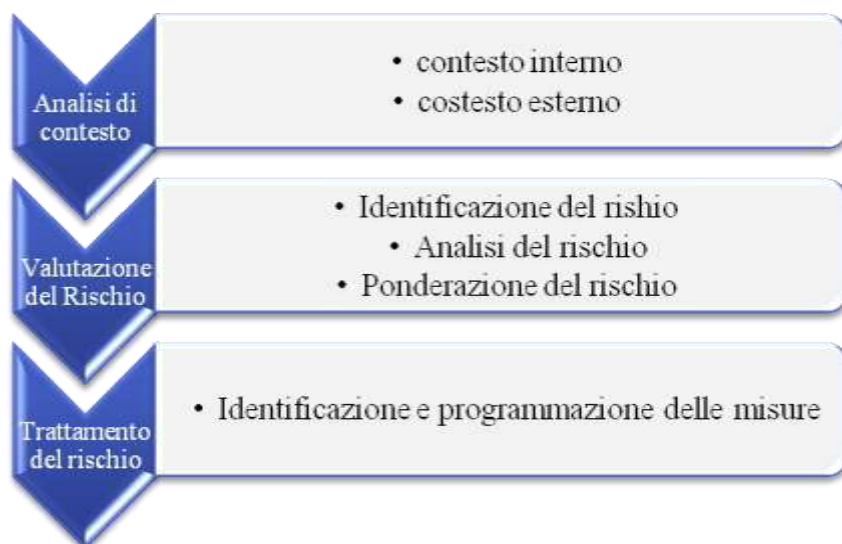 Analisi di
contesto
• contesto interno
• costesto esterno
Valutazione
del Rischio
• Identificazione del rishio
• Analisi del rischio
• Ponderazione del rischio
Trattamento
del rischio
• Identificazione e programmazione delle misure